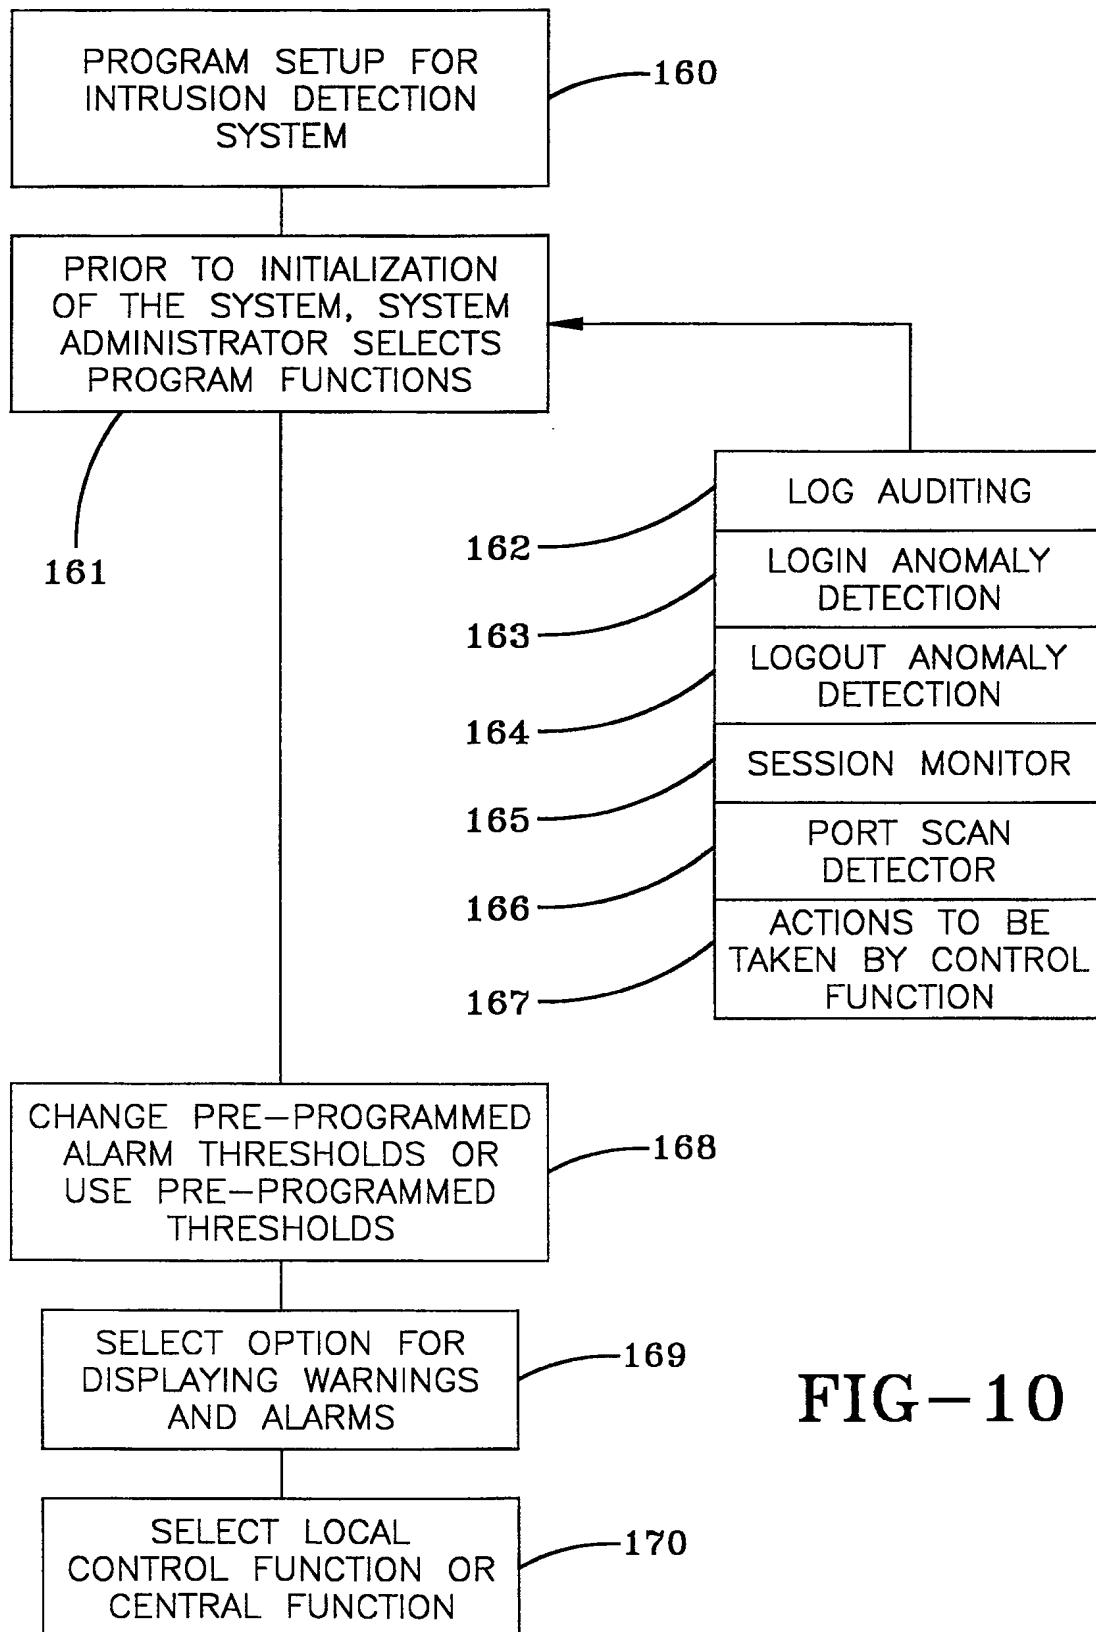 PROGRAM SETUP FOR
INTRUSION DETECTION
SYSTEM
160
PRIOR TO INITIALIZATION
OF THE SYSTEM, SYSTEM
ADMINISTRATOR SELECTS
PROGRAM FUNCTIONS
161
LOG AUDITING
162
LOGIN ANOMALY
DETECTION
163
LOGOUT ANOMALY
DETECTION
164
SESSION MONITOR
165
PORT SCAN
DETECTOR
166
ACTIONS TO BE
TAKEN BY CONTROL
FUNCTION
167
CHANGE PRE-PROGRAMMED
ALARM THRESHOLDS OR
USE PRE-PROGRAMMED
THRESHOLDS
168
SELECT OPTION FOR
DISPLAYING WARNINGS
AND ALARMS
169
SELECT LOCAL
CONTROL FUNCTION OR
CENTRAL FUNCTION
170
FIG-10